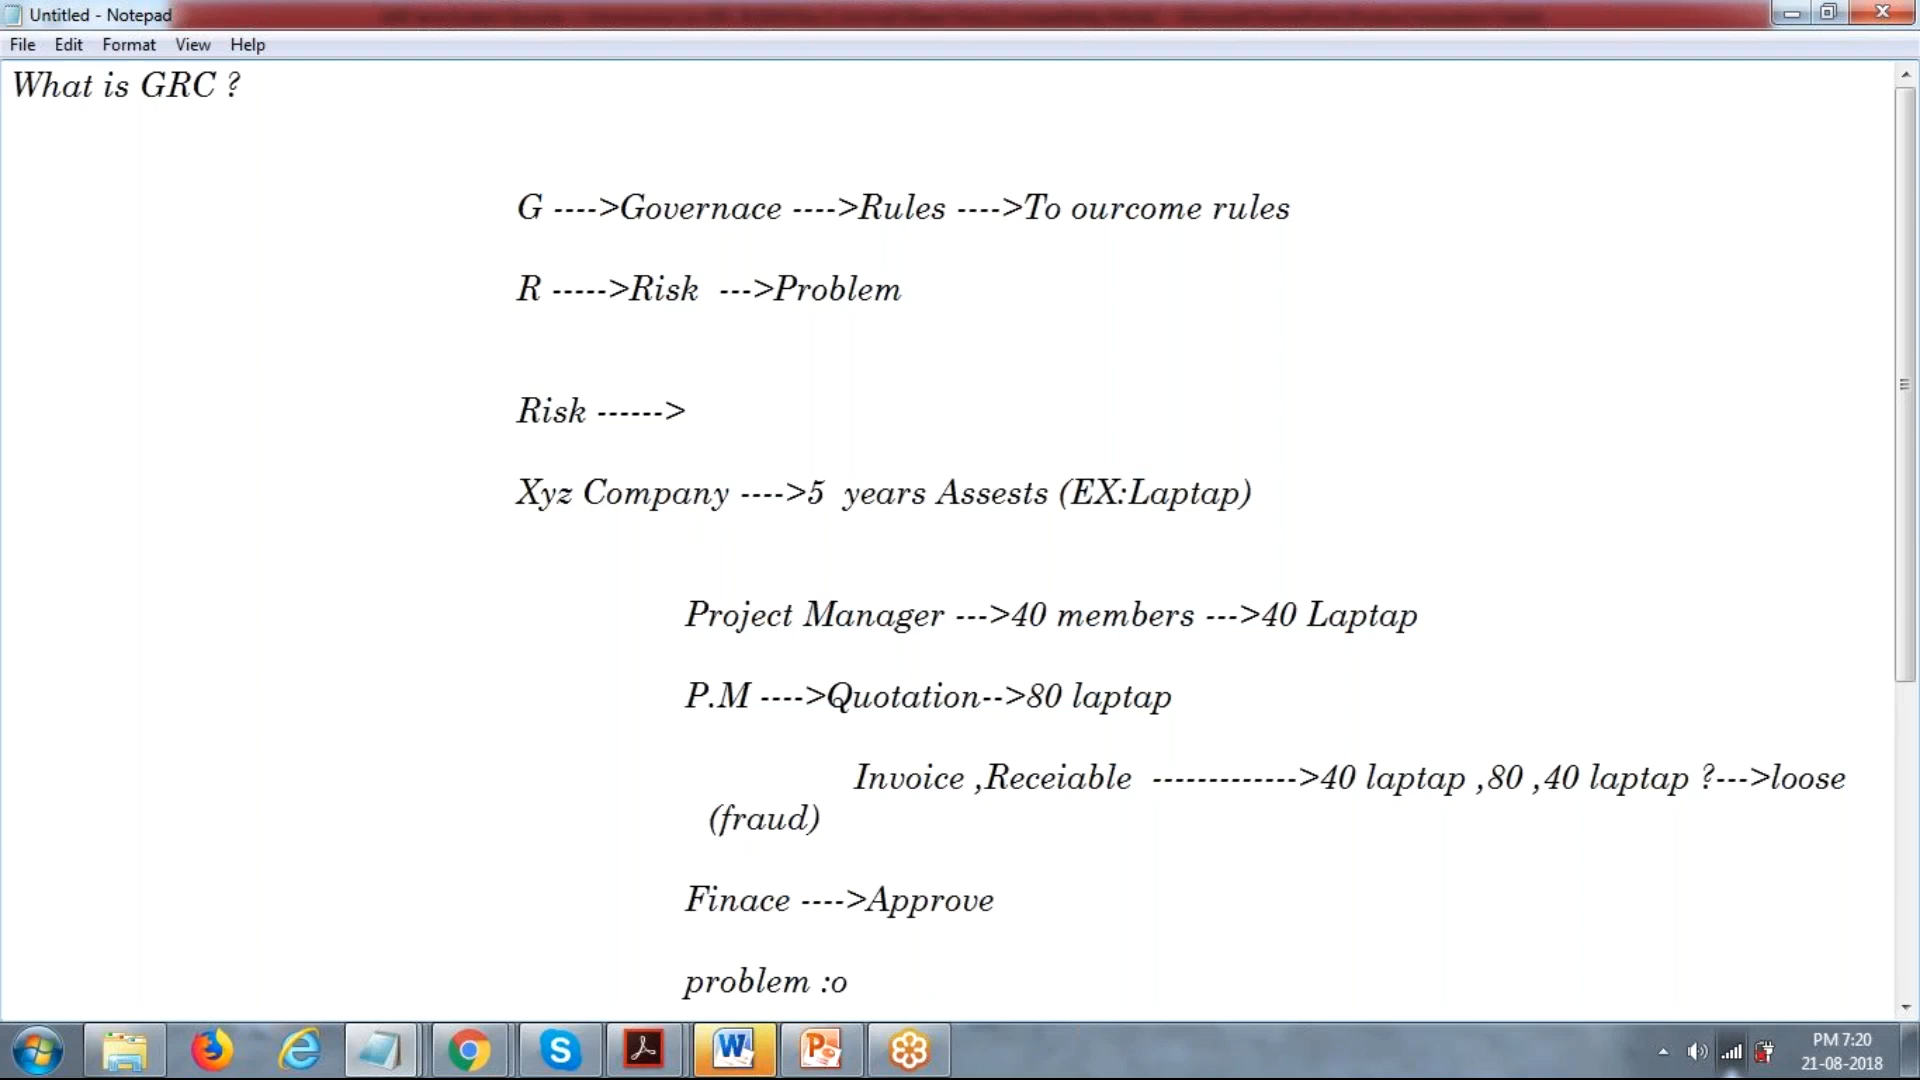 Untitled - Notepad
File Edit Format View Help
What is GRC ?
G ---->Governace ---->Rules ---->To ourcome rules
R ----->Risk --->Problem
Risk ------>
Xyz Company ---->5 years Assests (EX:Laptap)
Project Manager --->40 members --->40 Laptap
P.M ---->Quotation-->80 laptap
Invoice ,Receiable ------------->40 laptap ,80 ,40 laptap ?--->loose
(fraud)
Finace ---->Approve
problem :o
PM 7:20
21-08-2018